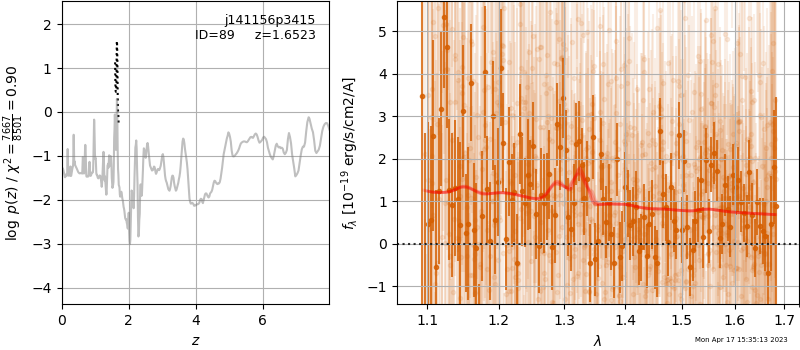 j141156p3415
ID=89 z=1.6523
log p(z) / χ² = 7667/8501 = 0.90
2
1
0
−1
−2
−3
−4
0 2 4 6
z
fλ [10⁻¹⁹ erg/s/cm2/A]
5
4
3
2
1
0
−1
1.1 1.2 1.3 1.4 1.5 1.6 1.7
λ
Mon Apr 17 15:35:13 2023